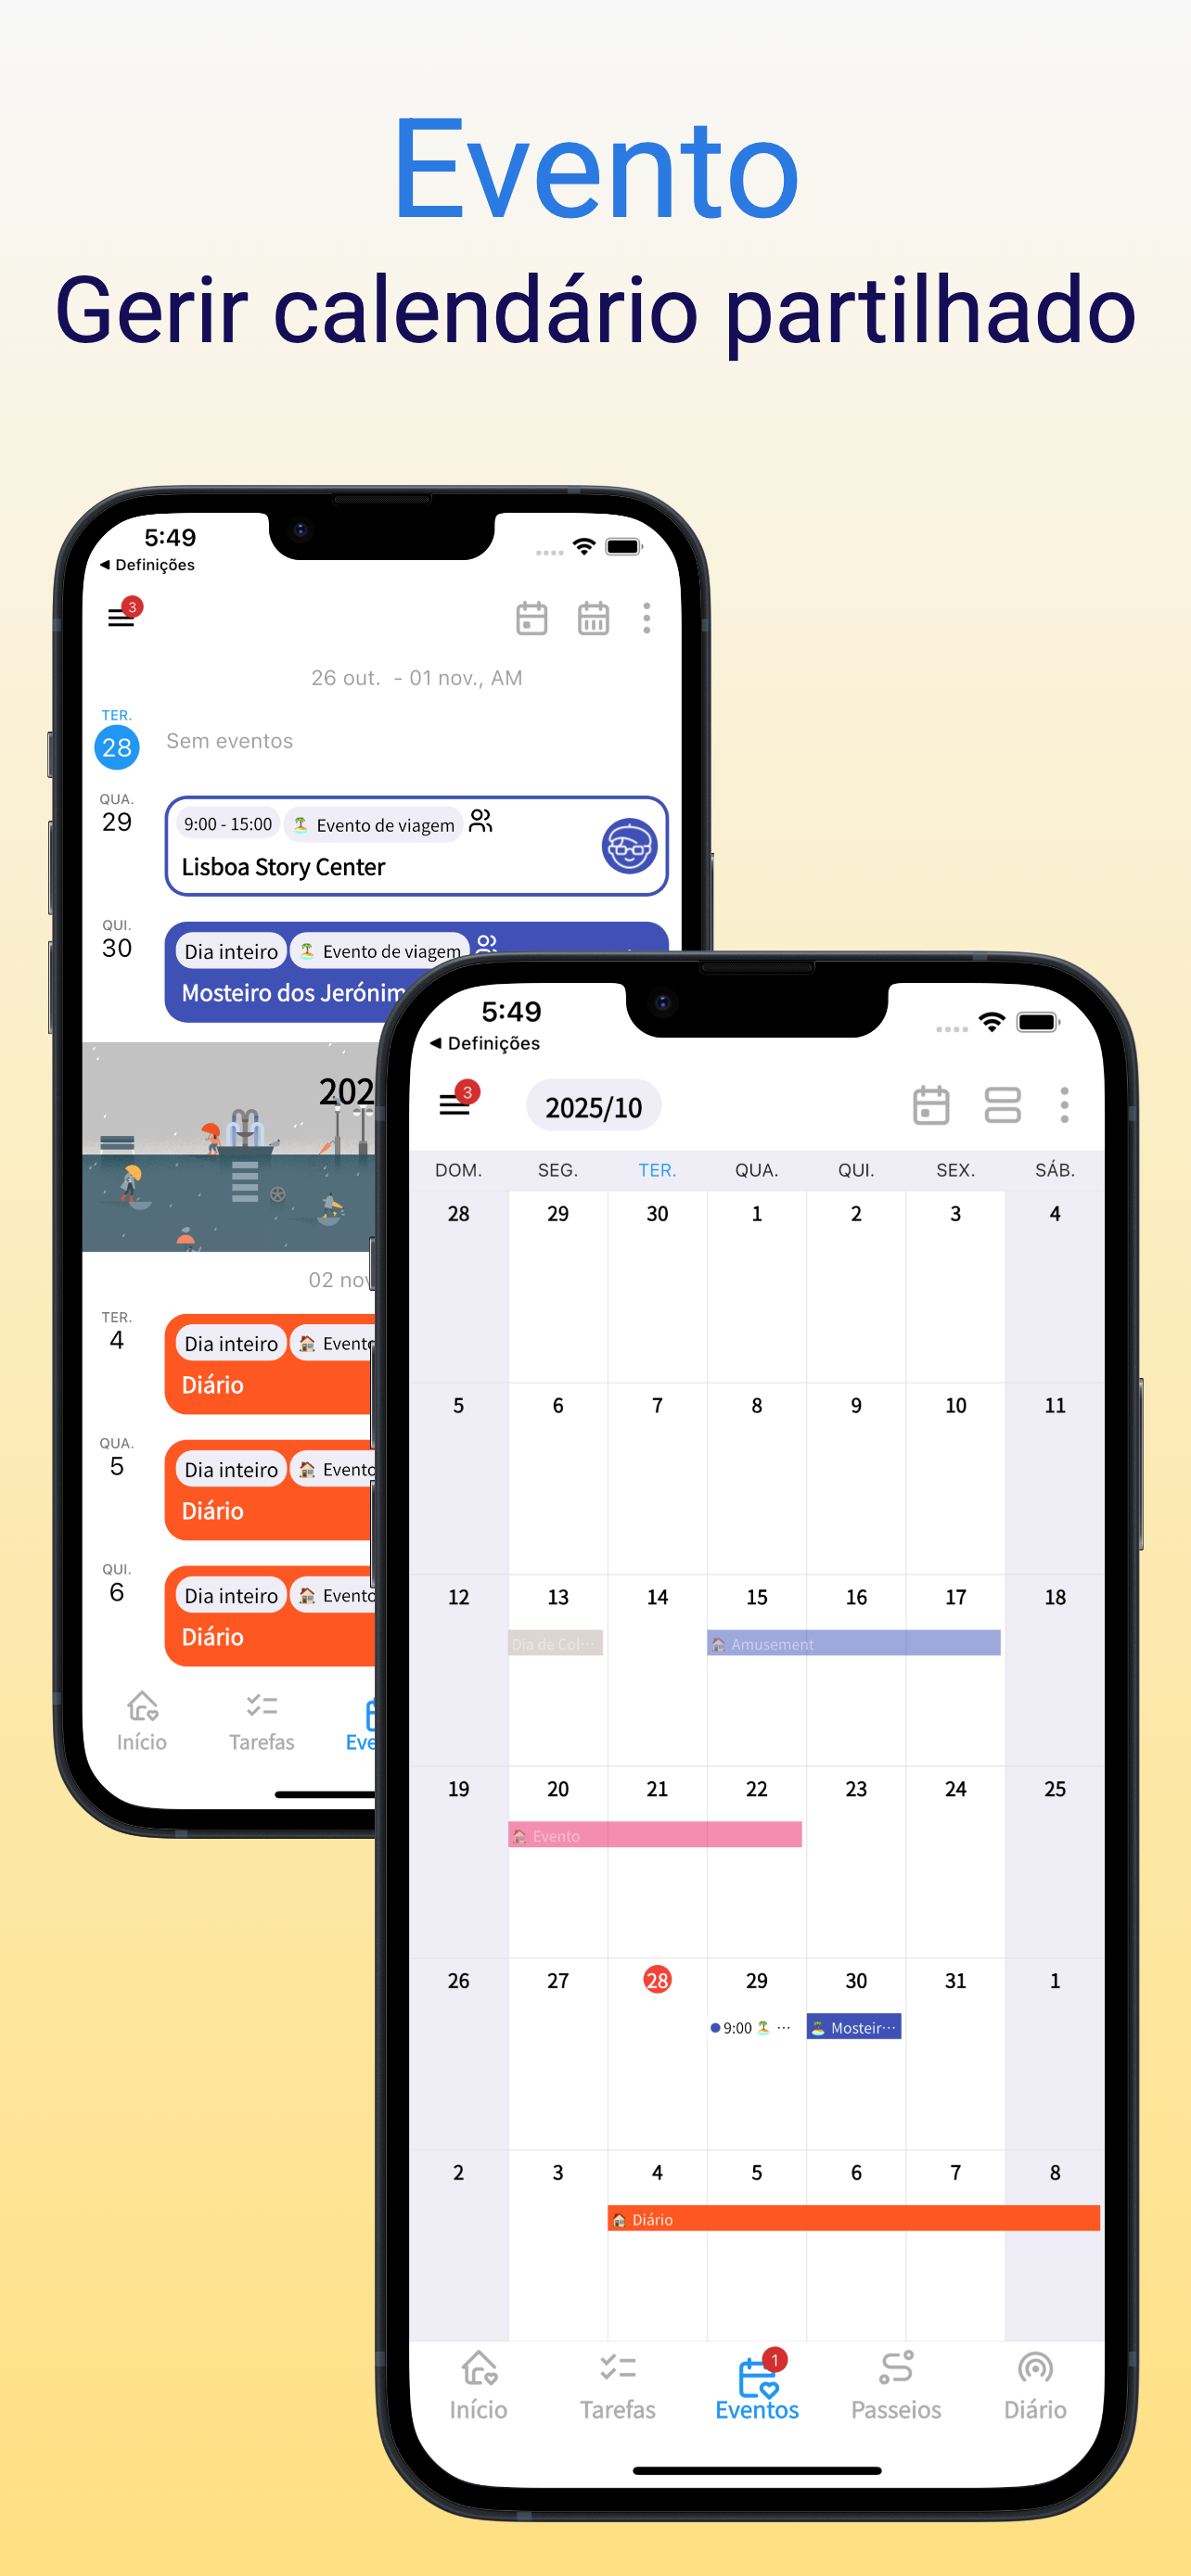 Evento
Gerir calendário partilhado
5:49
◀ Definições
3
26 out. - 01 nov., AM
TER.
28
Sem eventos
QUA.
29
9:00 - 15:00
Evento de viagem
Lisboa Story Center
QUI.
30
Dia inteiro
Evento de viagem
Mosteiro dos Jerónim
202
02 nov
TER.
4
Dia inteiro
Evento
Diário
QUA.
5
Dia inteiro
Evento
Diário
QUI.
6
Dia inteiro
Evento
Diário
Início
Tarefas
Eve
5:49
◀ Definições
3
2025/10
DOM. SEG. TER. QUA. QUI. SEX. SÁB.
28 29 30 1 2 3 4
5 6 7 8 9 10 11
12 13 14 15 16 17 18
Dia de Col··· Amusement
19 20 21 22 23 24 25
Evento
26 27 28 29 30 31 1
9:00 ··· Mosteir···
2 3 4 5 6 7 8
Diário
1
Início Tarefas Eventos Passeios Diário